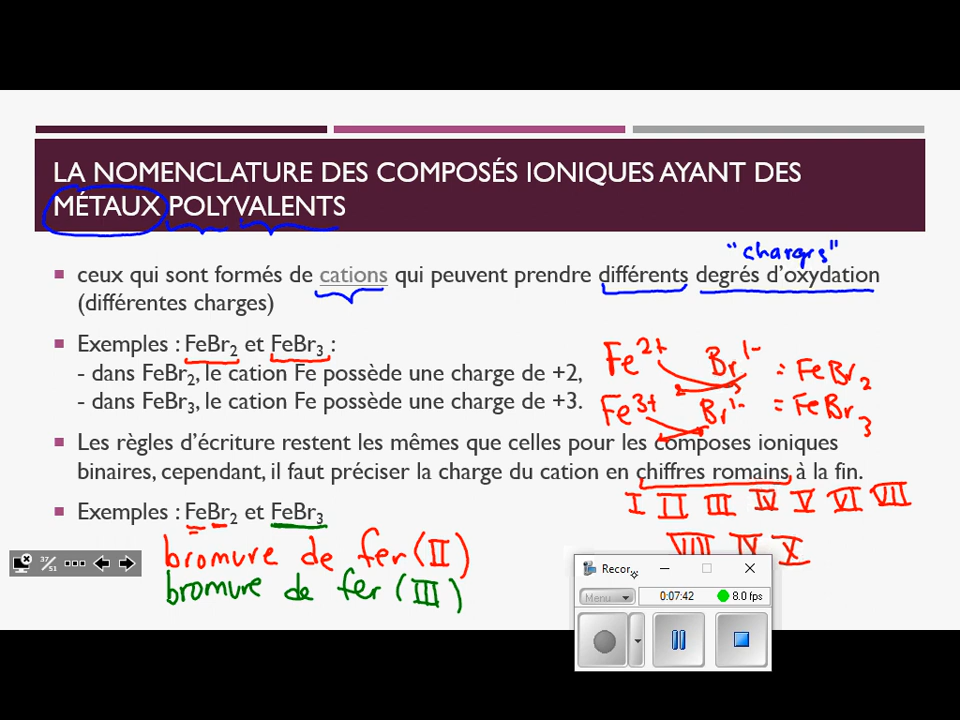 LA NOMENCLATURE DES COMPOSÉS IONIQUES AYANT DES
MÉTAUX POLYVALENTS
"charges"
ceux qui sont formés de cations qui peuvent prendre différents degrés d'oxydation
(différentes charges)
Exemples : FeBr₂ et FeBr₃ :
- dans FeBr₂, le cation Fe possède une charge de +2,
- dans FeBr₃, le cation Fe possède une charge de +3.
Fe²⁺ Br¹⁻ = FeBr₂
Fe³⁺ Br¹⁻ = FeBr₃
Les règles d'écriture restent les mêmes que celles pour les composes ioniques
binaires, cependant, il faut préciser la charge du cation en chiffres romains à la fin.
I II III IV V VI VII
X
Exemples : FeBr₂ et FeBr₃
bromure de fer (II)
bromure de fer (III)
37/51
Recor...
Menu
0:07:42
8.0 fps